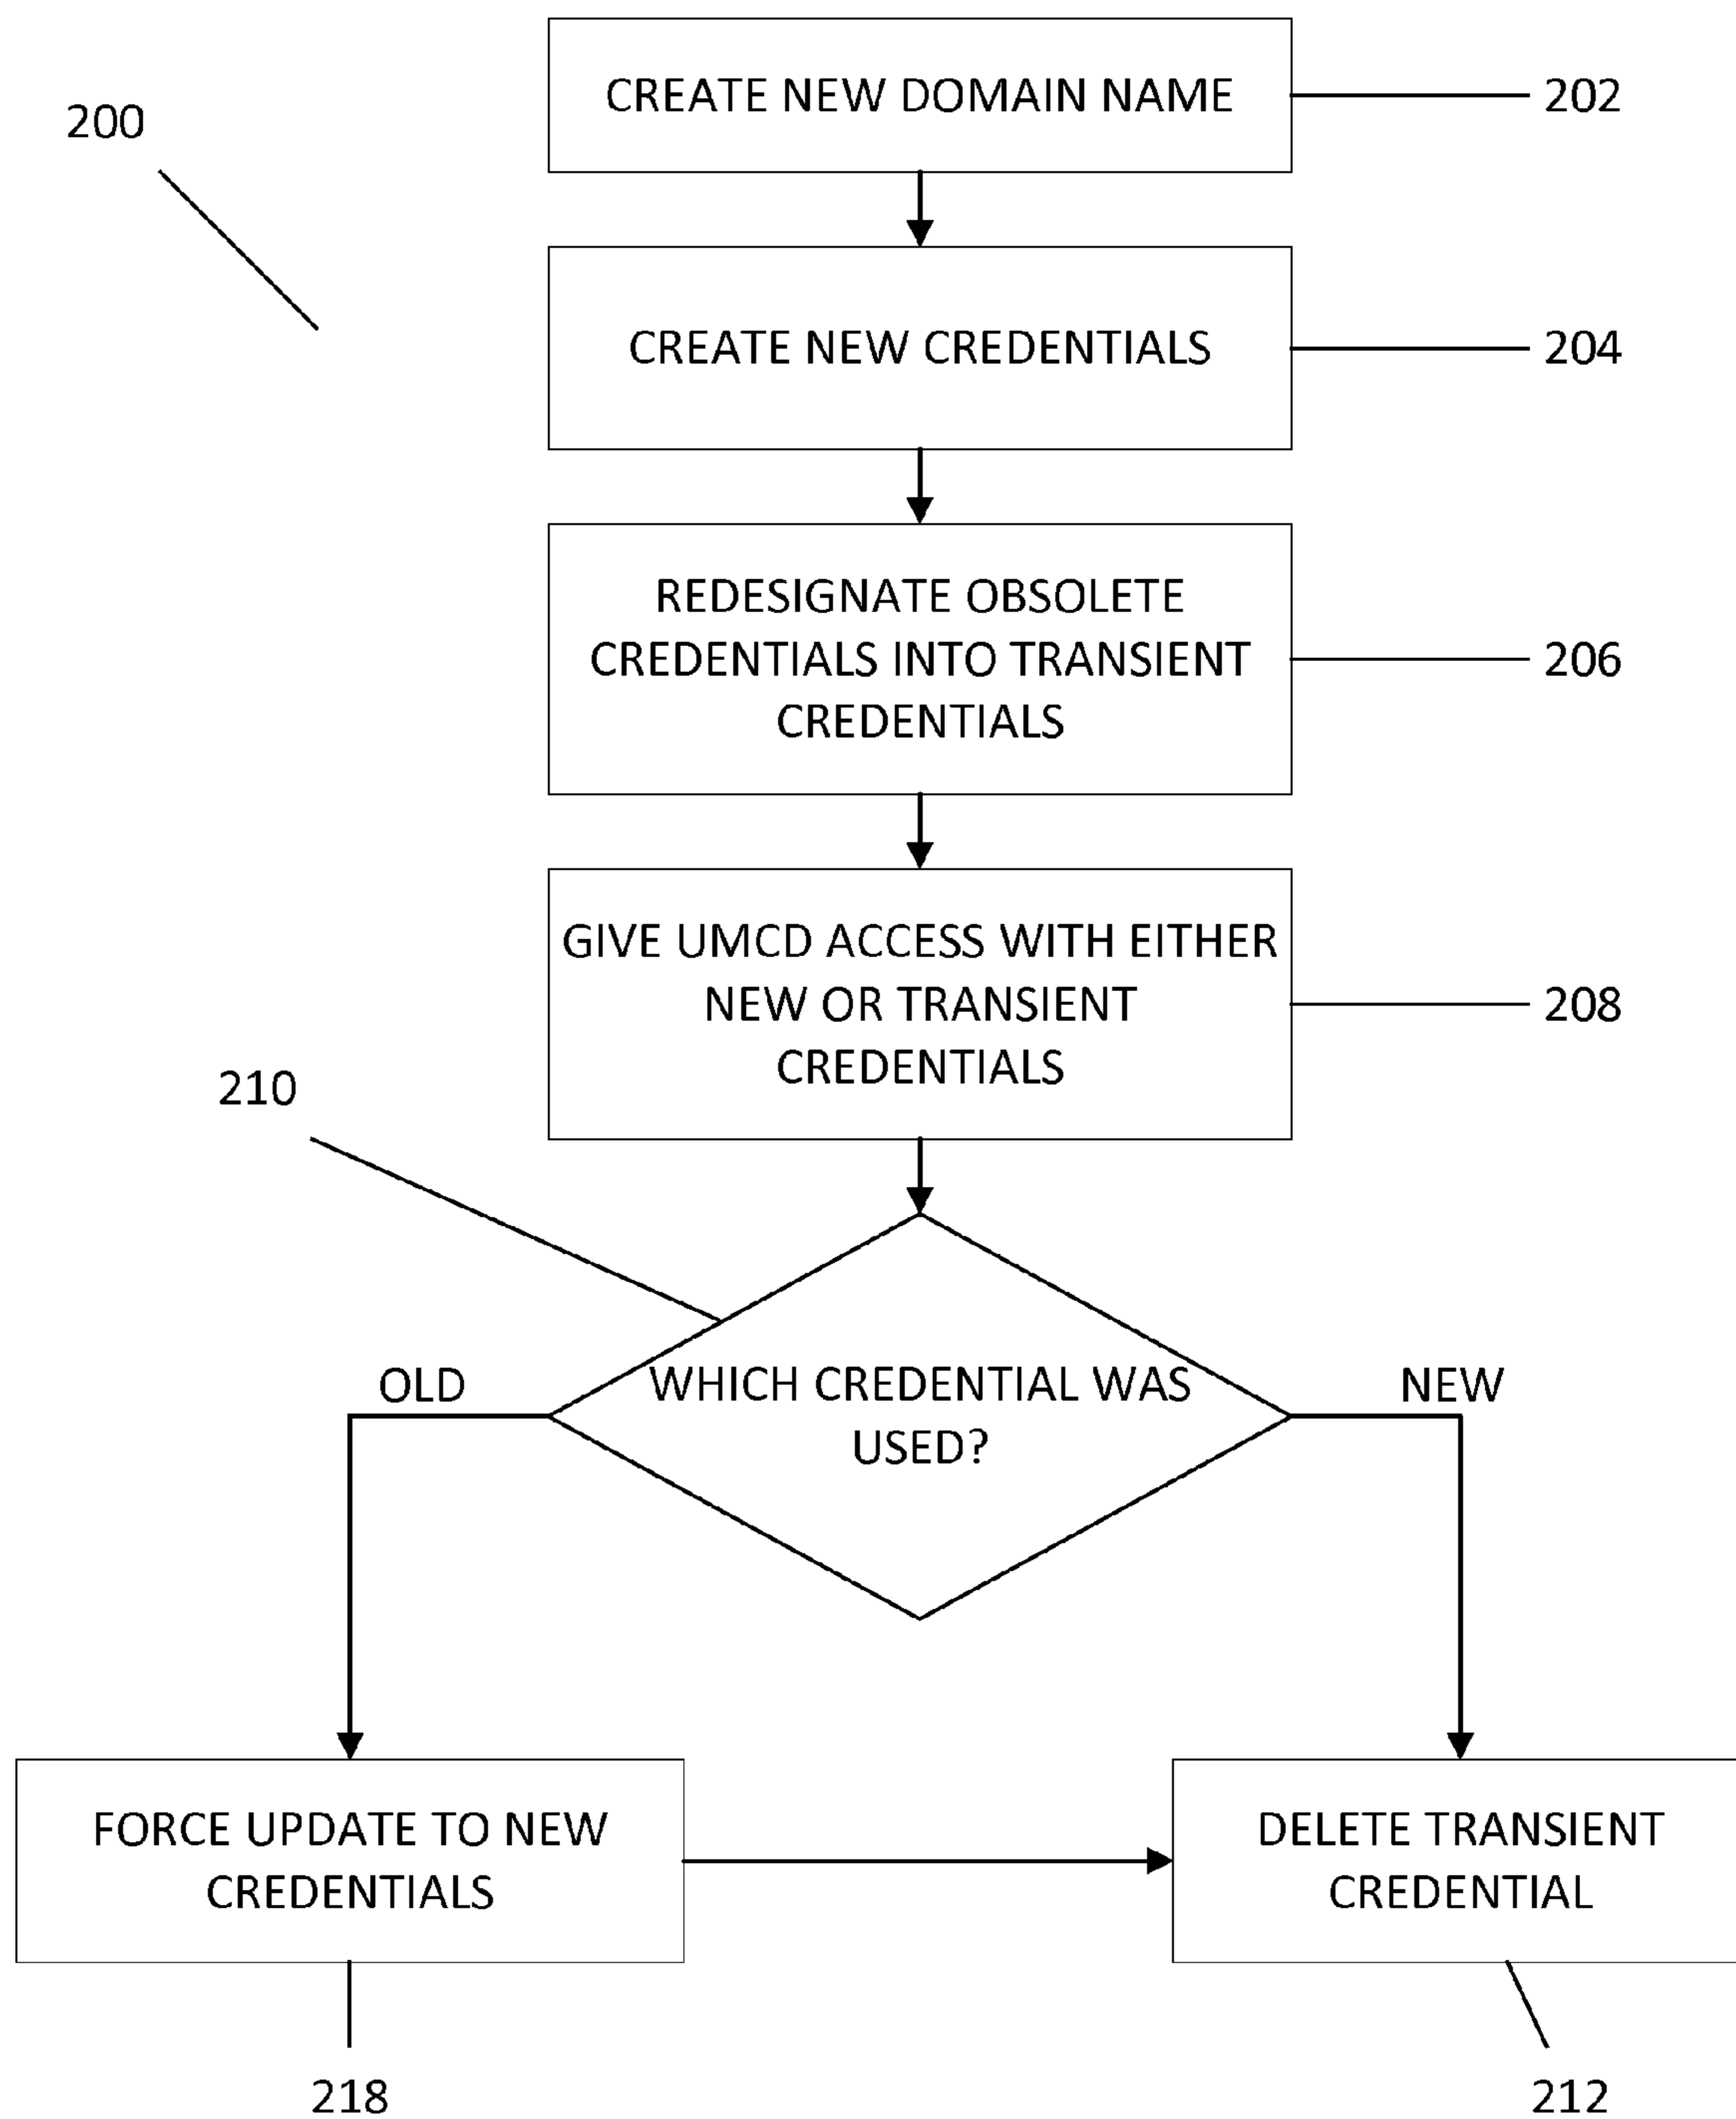 CREATE NEW DOMAIN NAME
202
200
CREATE NEW CREDENTIALS
204
REDESIGNATE OBSOLETE
CREDENTIALS INTO TRANSIENT
CREDENTIALS
206
GIVE UMCD ACCESS WITH EITHER
NEW OR TRANSIENT
CREDENTIALS
208
210
OLD
WHICH CREDENTIAL WAS
USED?
NEW
FORCE UPDATE TO NEW
CREDENTIALS
DELETE TRANSIENT
CREDENTIAL
218
212